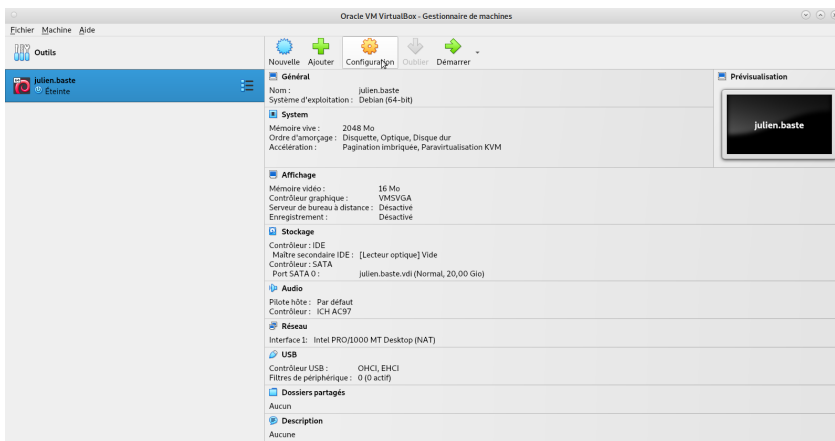 Oracle VM VirtualBox - Gestionnaire de machines
Fichier Machine Aide
Outils
Nouvelle Ajouter Configuration Oublier Démarrer
julien.baste
Éteinte
Général
Nom : julien.baste
Système d'exploitation : Debian (64-bit)
Prévisualisation
julien.baste
System
Mémoire vive : 2048 Mo
Ordre d'amorçage : Disquette, Optique, Disque dur
Accélération : Pagination imbriquée, Paravirtualisation KVM
Affichage
Mémoire vidéo : 16 Mo
Contrôleur graphique : VMSVGA
Serveur de bureau à distance : Désactivé
Enregistrement : Désactivé
Stockage
Contrôleur : IDE
Maître secondaire IDE : [Lecteur optique] Vide
Contrôleur : SATA
Port SATA 0 : julien.baste.vdi (Normal, 20,00 Gio)
Audio
Pilote hôte : Par défaut
Contrôleur : ICH AC97
Réseau
Interface 1: Intel PRO/1000 MT Desktop (NAT)
USB
Contrôleur USB : OHCI, EHCI
Filtres de périphérique : 0 (0 actif)
Dossiers partagés
Aucun
Description
Aucune